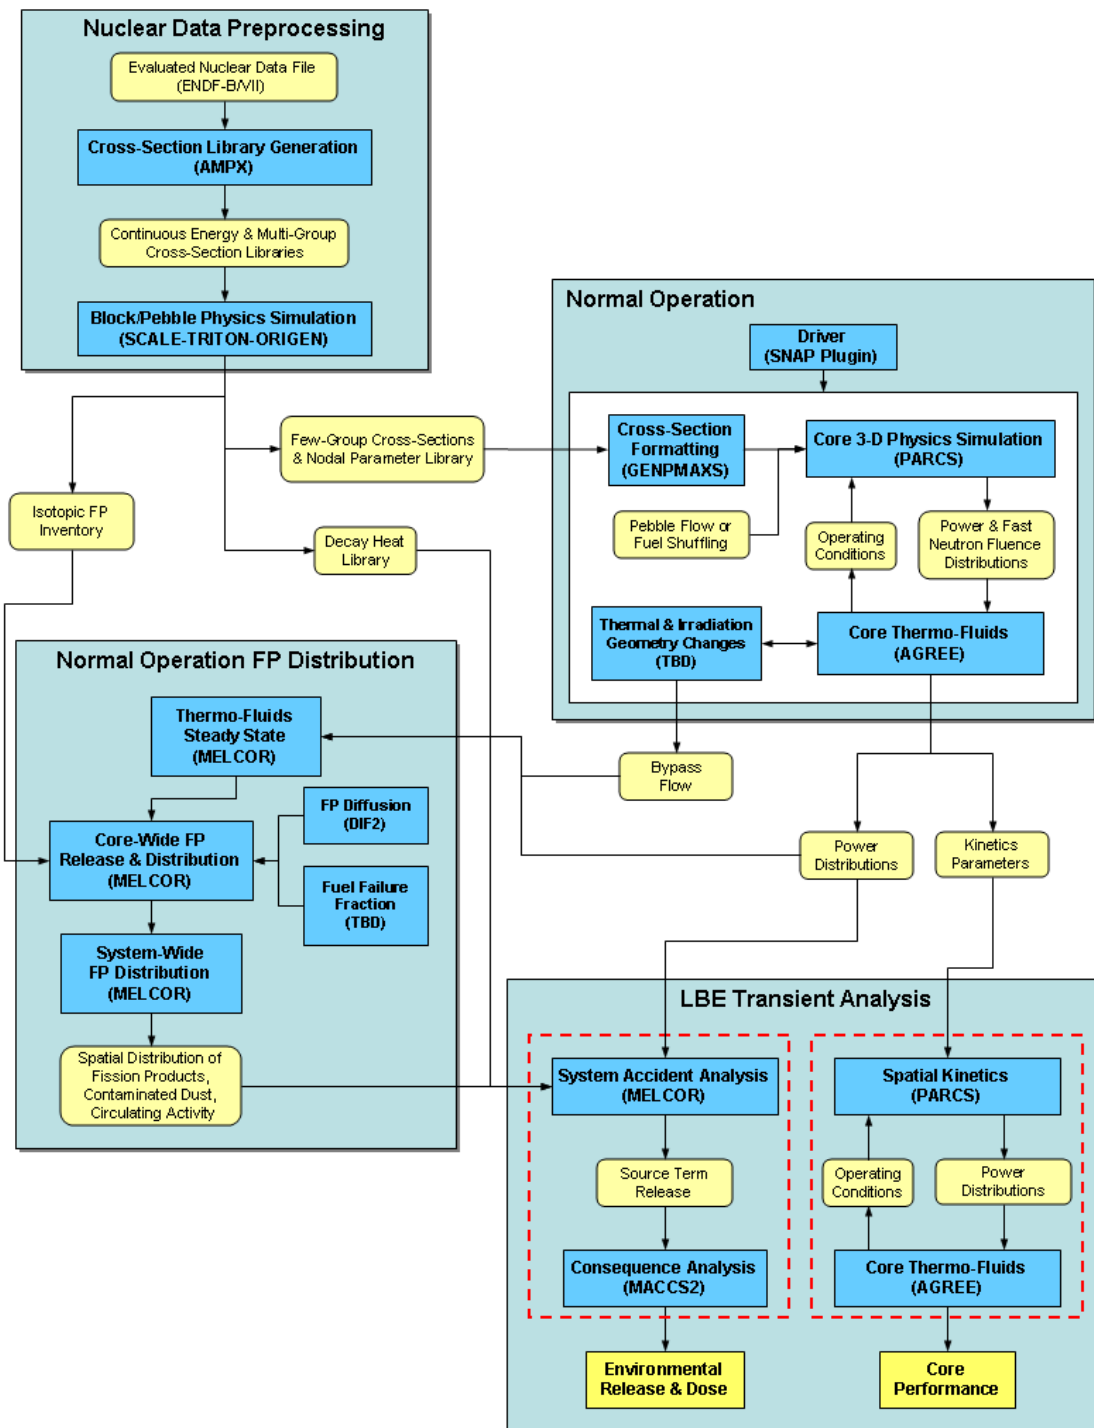 Nuclear Data Preprocessing
Evaluated Nuclear Data File
(ENDF-B/VII)
Cross-Section Library Generation
(AMPX)
Continuous Energy & Multi-Group
Cross-Section Libraries
Block/Pebble Physics Simulation
(SCALE-TRITON-ORIGEN)
Isotopic FP
Inventory
Few-Group Cross-Sections
& Nodal Parameter Library
Decay Heat
Library
Normal Operation
Driver
(SNAP Plugin)
Cross-Section
Formatting
(GENPMAXS)
Core 3-D Physics Simulation
(PARCS)
Pebble Flow or
Fuel Shuffling
Operating
Conditions
Power & Fast
Neutron Fluence
Distributions
Thermal & Irradiation
Geometry Changes
(TBD)
Core Thermo-Fluids
(AGREE)
Normal Operation FP Distribution
Thermo-Fluids
Steady State
(MELCOR)
FP Diffusion
(DIF2)
Core-Wide FP
Release & Distribution
(MELCOR)
Fuel Failure
Fraction
(TBD)
System-Wide
FP Distribution
(MELCOR)
Spatial Distribution of
Fission Products,
Contaminated Dust,
Circulating Activity
Bypass
Flow
Power
Distributions
Kinetics
Parameters
LBE Transient Analysis
System Accident Analysis
(MELCOR)
Source Term
Release
Consequence Analysis
(MACCS2)
Environmental
Release & Dose
Spatial Kinetics
(PARCS)
Operating
Conditions
Power
Distributions
Core Thermo-Fluids
(AGREE)
Core
Performance